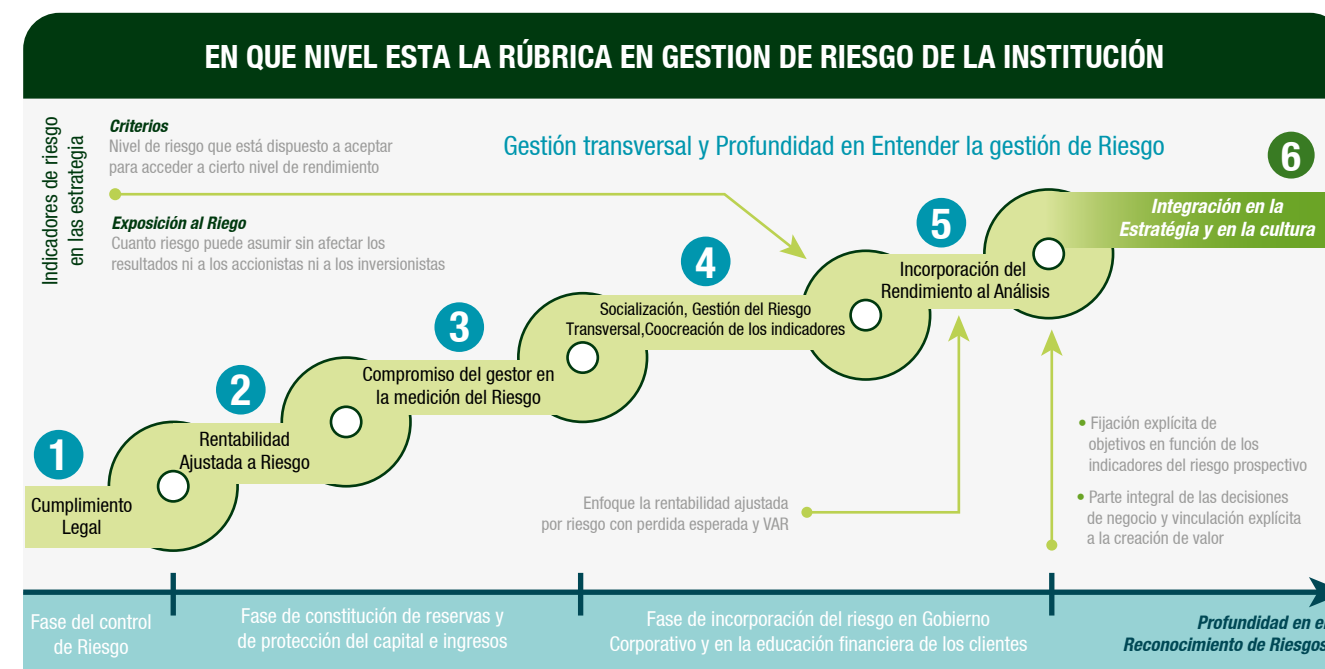 EN QUE NIVEL ESTA LA RÚBRICA EN GESTION DE RIESGO DE LA INSTITUCIÓN
Indicadores de riesgo
en las estrategia
Criterios
Nivel de riesgo que está dispuesto a aceptar
para acceder a cierto nivel de rendimiento
Exposición al Riego
Cuanto riesgo puede asumir sin afectar los
resultados ni a los accionistas ni a los inversionistas
Gestión transversal y Profundidad en Entender la gestión de Riesgo
6
Integración en la
Estratégia y en la cultura
5
Incorporación del
Rendimiento al Análisis
4
Socialización, Gestión del Riesgo
Transversal,Coocreación de los indicadores
3
Compromiso del gestor en
la medición del Riesgo
2
Rentabilidad
Ajustada a Riesgo
1
Cumplimiento
Legal
Enfoque la rentabilidad ajustada
por riesgo con perdida esperada y VAR
• Fijación explícita de
objetivos en función de los
indicadores del riesgo prospectivo
• Parte integral de las decisiones
de negocio y vinculación explícita
a la creación de valor
Fase del control
de Riesgo
Fase de constitución de reservas y
de protección del capital e ingresos
Fase de incorporación del riesgo en Gobierno
Corporativo y en la educación financiera de los clientes
Profundidad en el
Reconocimiento de Riesgos